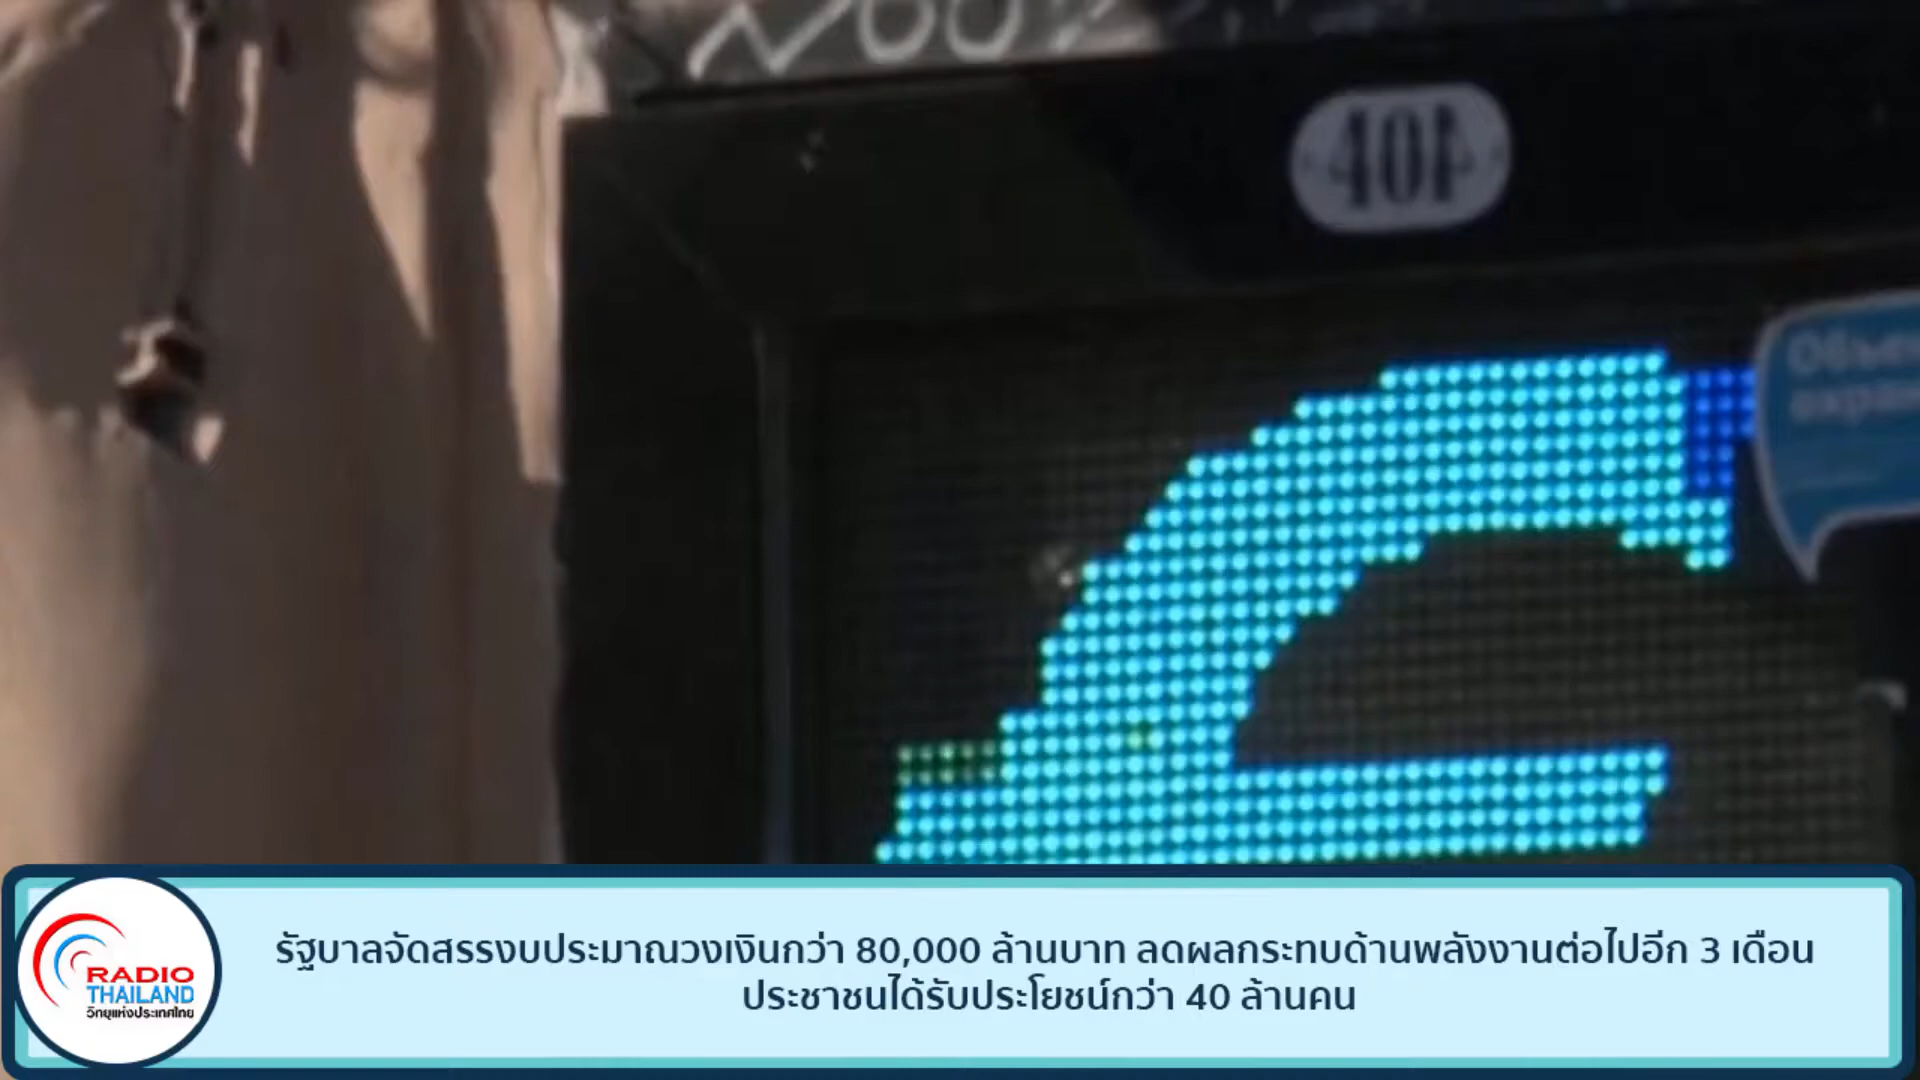 40
รัฐบาลจัดสรรงบประมาณวงเงินกว่า 80,000 ล้านบาท ลดผลกระทบด้านพลังงานต่อไปอีก 3 เดือน
ประชาชนได้รับประโยชน์กว่า 40 ล้านคน
RADIO
THAILAND
วิทยุแห่งประเทศไทย